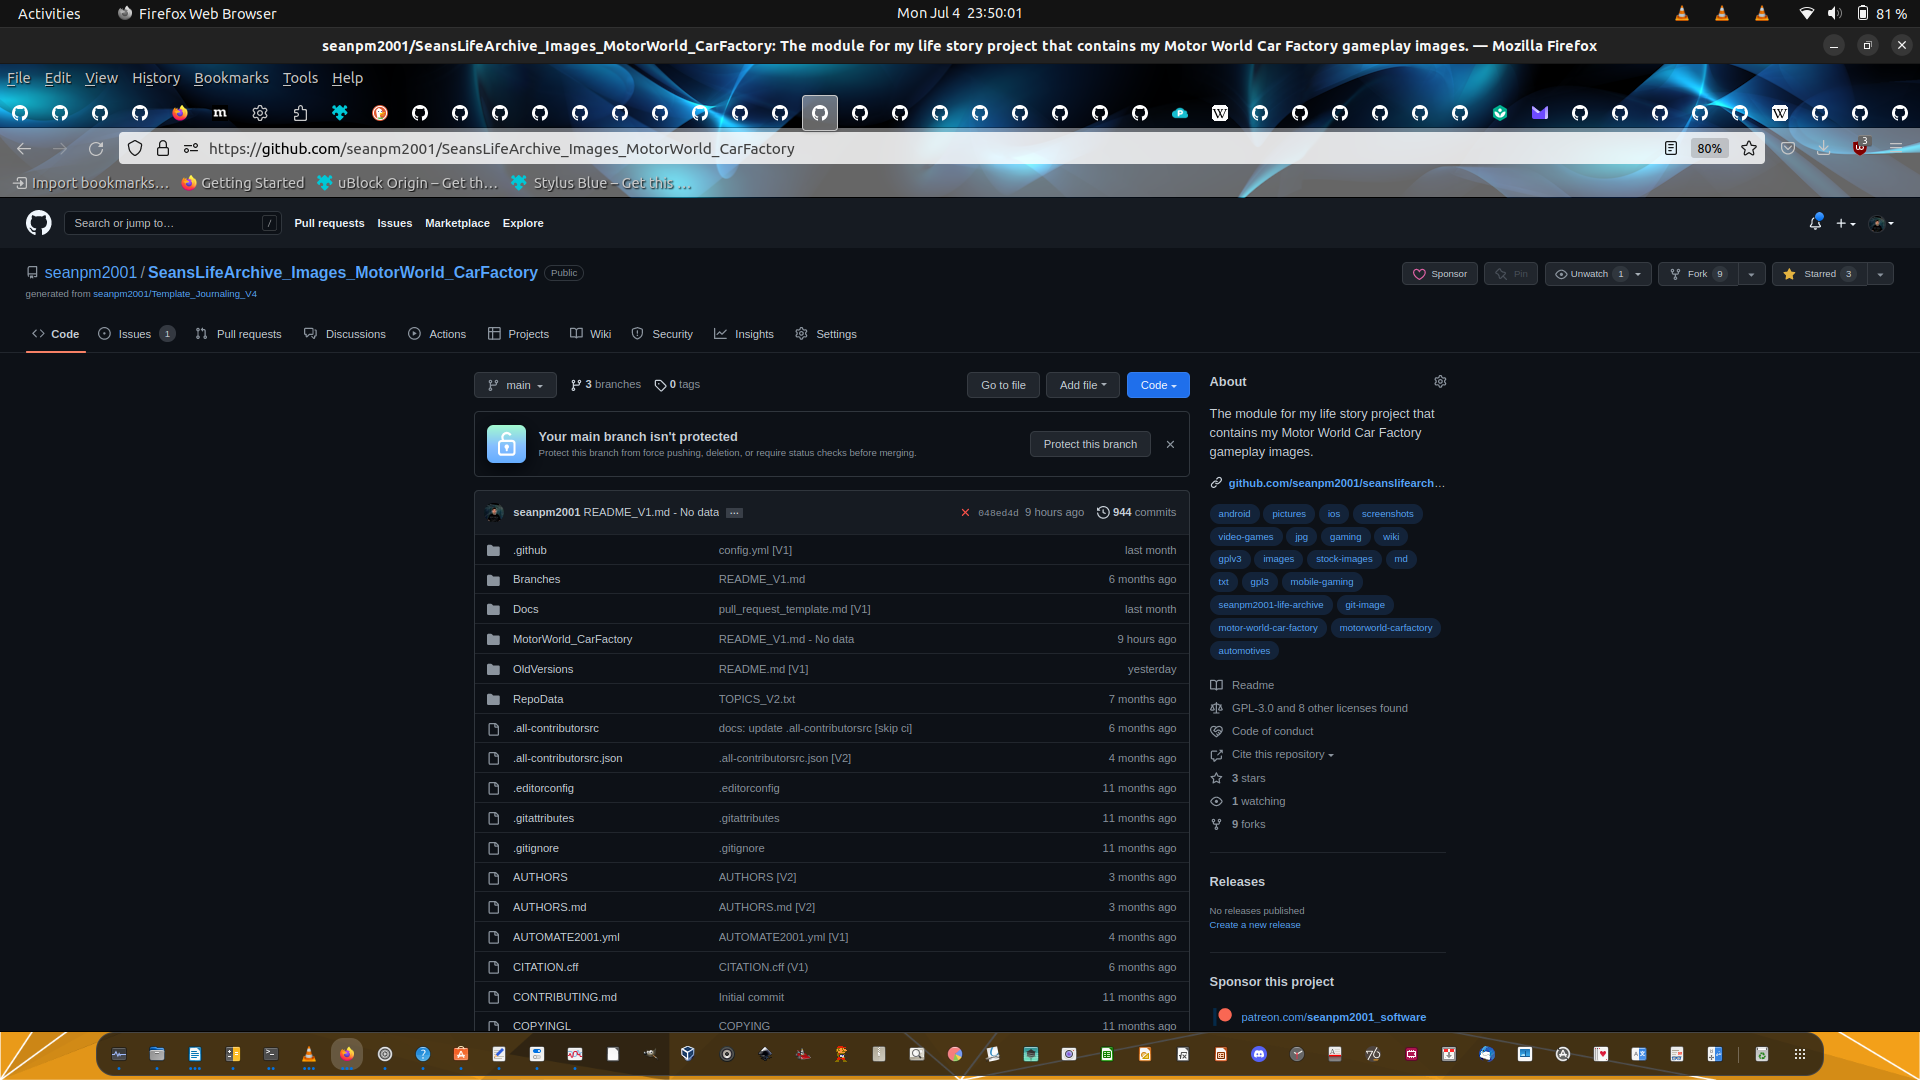 Activities Firefox Web Browser Mon Jul 4 23:50:01 81 %
seanpm2001/SeansLifeArchive_Images_MotorWorld_CarFactory: The module for my life story project that contains my Motor World Car Factory gameplay images. — Mozilla Firefox
File Edit View History Bookmarks Tools Help
https://github.com/seanpm2001/SeansLifeArchive_Images_MotorWorld_CarFactory 80% 3
Import bookmarks… Getting Started uBlock Origin – Get th… Stylus Blue – Get this …
Search or jump to… / Pull requests Issues Marketplace Explore
seanpm2001 / SeansLifeArchive_Images_MotorWorld_CarFactory Public Sponsor Pin Unwatch 1 Fork 9 Starred 3
generated from seanpm2001/Template_Journaling_V4
Code Issues 1 Pull requests Discussions Actions Projects Wiki Security Insights Settings
main 3 branches 0 tags Go to file Add file Code
Your main branch isn't protected
Protect this branch from force pushing, deletion, or require status checks before merging.
Protect this branch
seanpm2001 README_V1.md - No data … 048ed4d 9 hours ago 944 commits
.github config.yml [V1] last month
Branches README_V1.md 6 months ago
Docs pull_request_template.md [V1] last month
MotorWorld_CarFactory README_V1.md - No data 9 hours ago
OldVersions README.md [V1] yesterday
RepoData TOPICS_V2.txt 7 months ago
.all-contributorsrc docs: update .all-contributorsrc [skip ci] 6 months ago
.all-contributorsrc.json .all-contributorsrc.json [V2] 4 months ago
.editorconfig .editorconfig 11 months ago
.gitattributes .gitattributes 11 months ago
.gitignore .gitignore 11 months ago
AUTHORS AUTHORS [V2] 3 months ago
AUTHORS.md AUTHORS.md [V2] 3 months ago
AUTOMATE2001.yml AUTOMATE2001.yml [V1] 4 months ago
CITATION.cff CITATION.cff (V1) 6 months ago
CONTRIBUTING.md Initial commit 11 months ago
COPYINGL COPYING 11 months ago
About
The module for my life story project that
contains my Motor World Car Factory
gameplay images.
github.com/seanpm2001/seanslifearch…
android pictures ios screenshots
video-games jpg gaming wiki
gplv3 images stock-images md
txt gpl3 mobile-gaming
seanpm2001-life-archive git-image
motor-world-car-factory motorworld-carfactory
automotives
Readme
GPL-3.0 and 8 other licenses found
Code of conduct
Cite this repository
3 stars
1 watching
9 forks
Releases
No releases published
Create a new release
Sponsor this project
patreon.com/seanpm2001_software